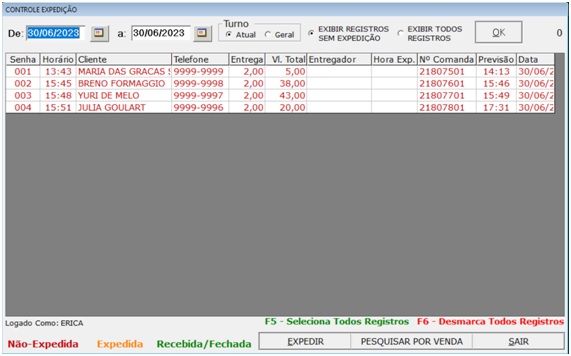 CONTROLE EXPEDIÇÃO
De: 30/06/2023 a: 30/06/2023 Turno Atual Geral EXIBIR REGISTROS SEM EXPEDIÇÃO EXIBIR TODOS REGISTROS OK 0
Senha Horário Cliente Telefone Entrega Vl. Total Entregador Hora Exp. Nº Comanda Previsão Data
001 13:43 MARIA DAS GRACAS S 9999-9999 2,00 5,00 21807501 14:13 30/06/2
002 15:45 BRENO FORMAGGIO 9999-9998 2,00 38,00 21807601 15:46 30/06/2
003 15:48 YURI DE MELO 9999-9997 2,00 43,00 21807701 15:49 30/06/2
004 15:51 JULIA GOULART 9999-9996 2,00 20,00 21807801 17:31 30/06/2
Logado Como: ERICA F5 - Seleciona Todos Registros F6 - Desmarca Todos Registros
Não-Expedida Expedida Recebida/Fechada EXPEDIR PESQUISAR POR VENDA SAIR